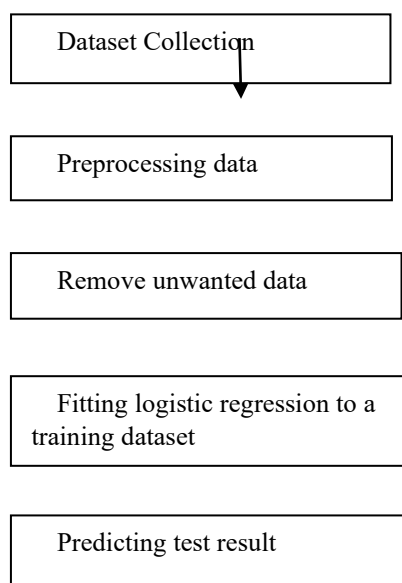 Dataset Collection
Preprocessing data
Remove unwanted data
Fitting logistic regression to a
training dataset
Predicting test result